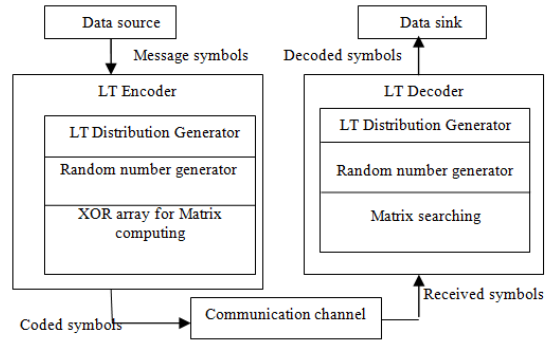 Data source
Message symbols
LT Encoder
LT Distribution Generator
Random number generator
XOR array for Matrix
computing
Coded symbols
Communication channel
Received symbols
LT Decoder
LT Distribution Generator
Random number generator
Matrix searching
Decoded symbols
Data sink